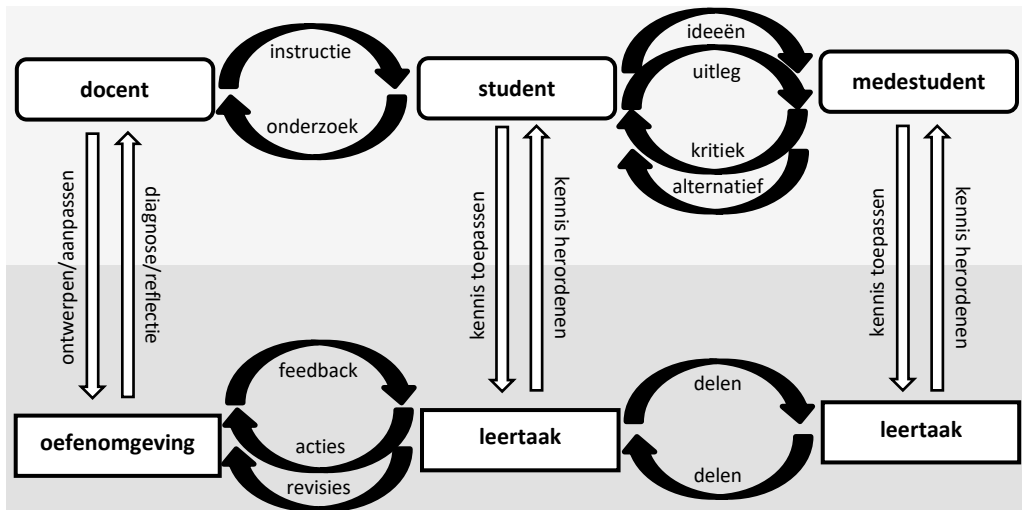 instructie
ideeën
uitleg
docent
student
medestudent
onderzoek
kritiek
alternatief
ontwerpen/aanpassen
diagnose/reflectie
kennis toepassen
kennis herordenen
kennis toepassen
kennis herordenen
feedback
delen
oefenomgeving
leertaak
leertaak
acties
revisies
delen